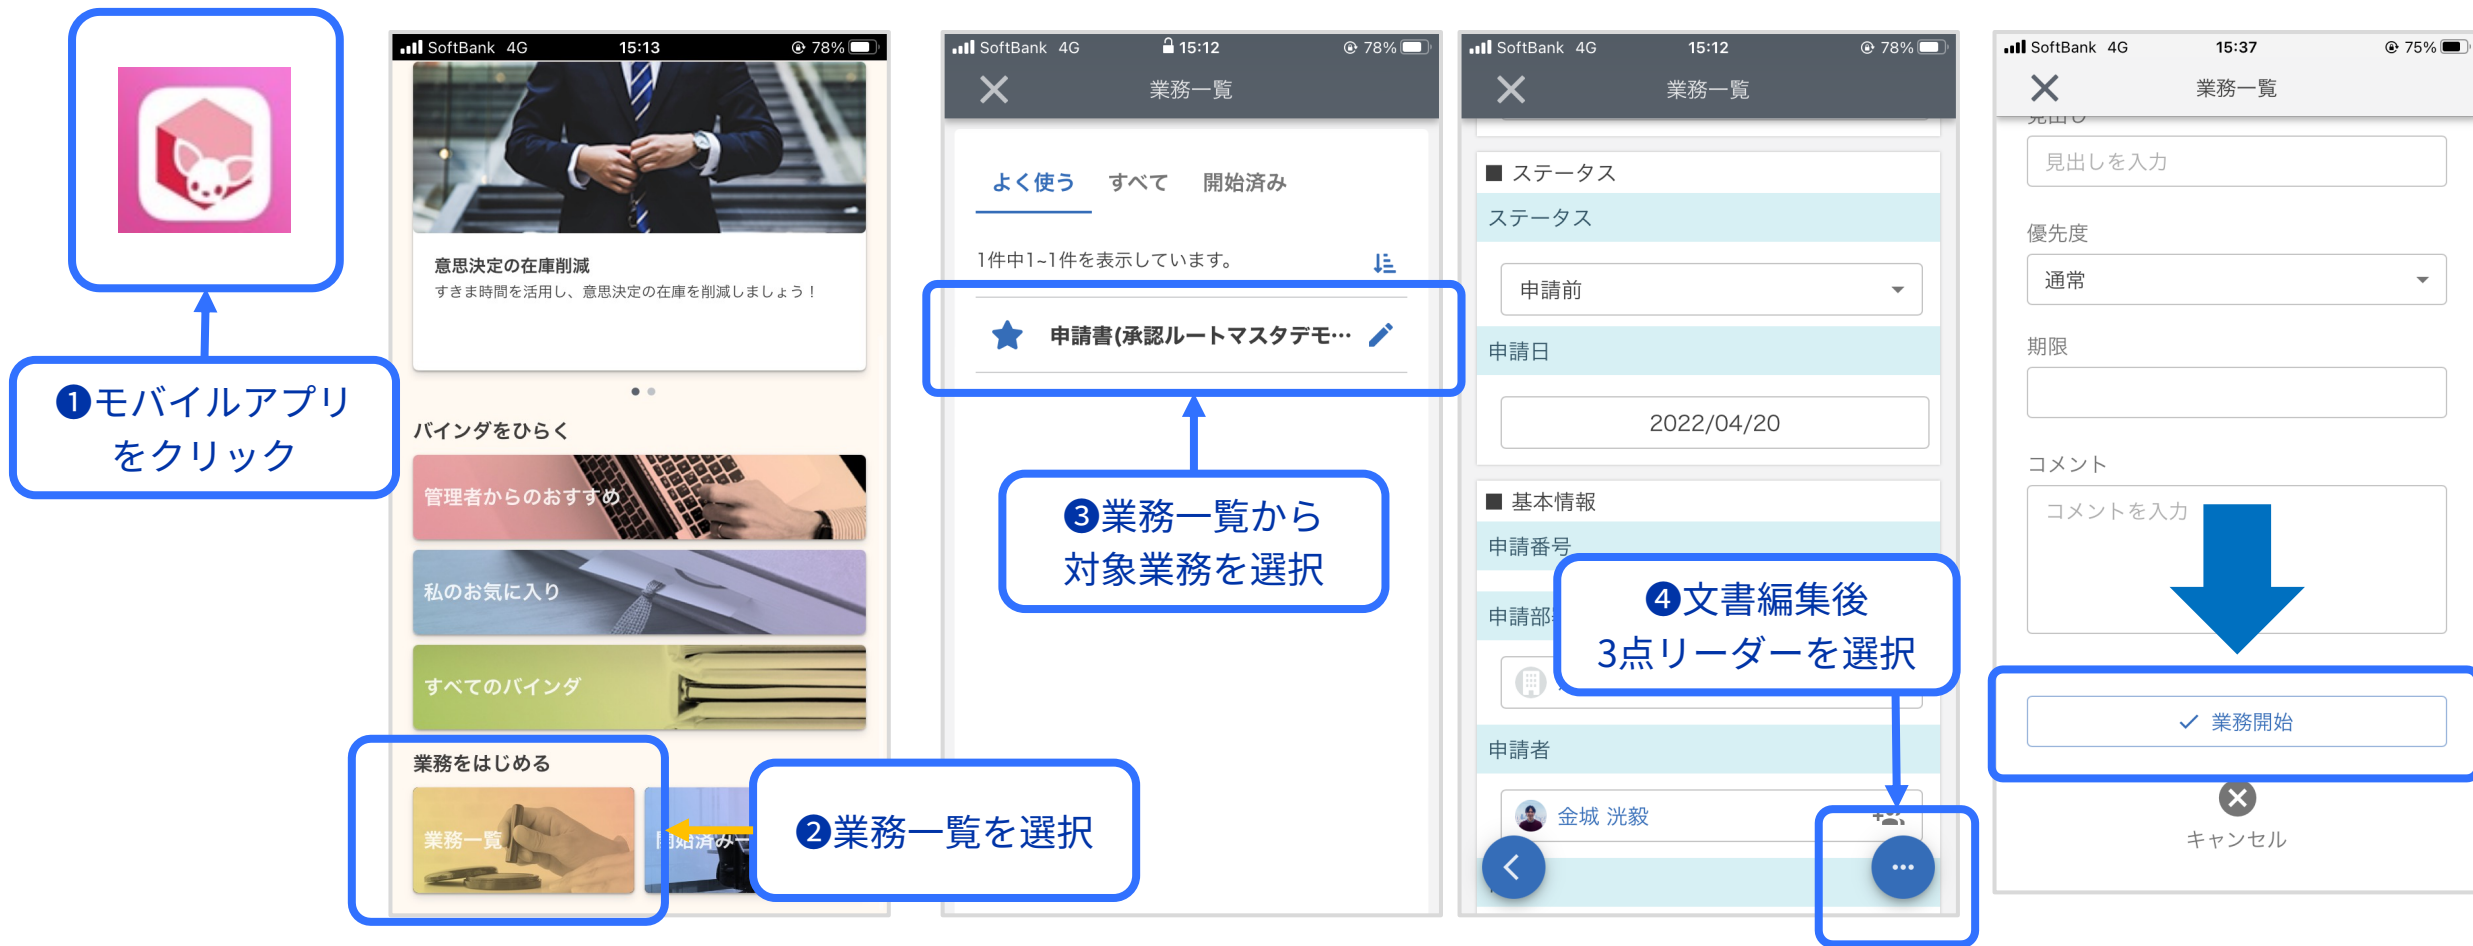 ❶モバイルアプリ
をクリック
SoftBank 4G 15:13 78%
意思決定の在庫削減
すきま時間を活用し、意思決定の在庫を削減しましょう！
バインダをひらく
管理者からのおすすめ
私のお気に入り
すべてのバインダ
業務をはじめる
業務一覧
開始済み一
❷業務一覧を選択
SoftBank 4G 15:12 78%
業務一覧
よく使う すべて 開始済み
1件中1~1件を表示しています。
申請書(承認ルートマスタデモ…
❸業務一覧から
対象業務を選択
SoftBank 4G 15:12 78%
業務一覧
■ ステータス
ステータス
申請前
申請日
2022/04/20
■ 基本情報
申請番号
申請部
❹文書編集後
3点リーダーを選択
申請者
金城 洸毅
SoftBank 4G 15:37 75%
業務一覧
見出し
見出しを入力
優先度
通常
期限
コメント
コメントを入力
業務開始
キャンセル